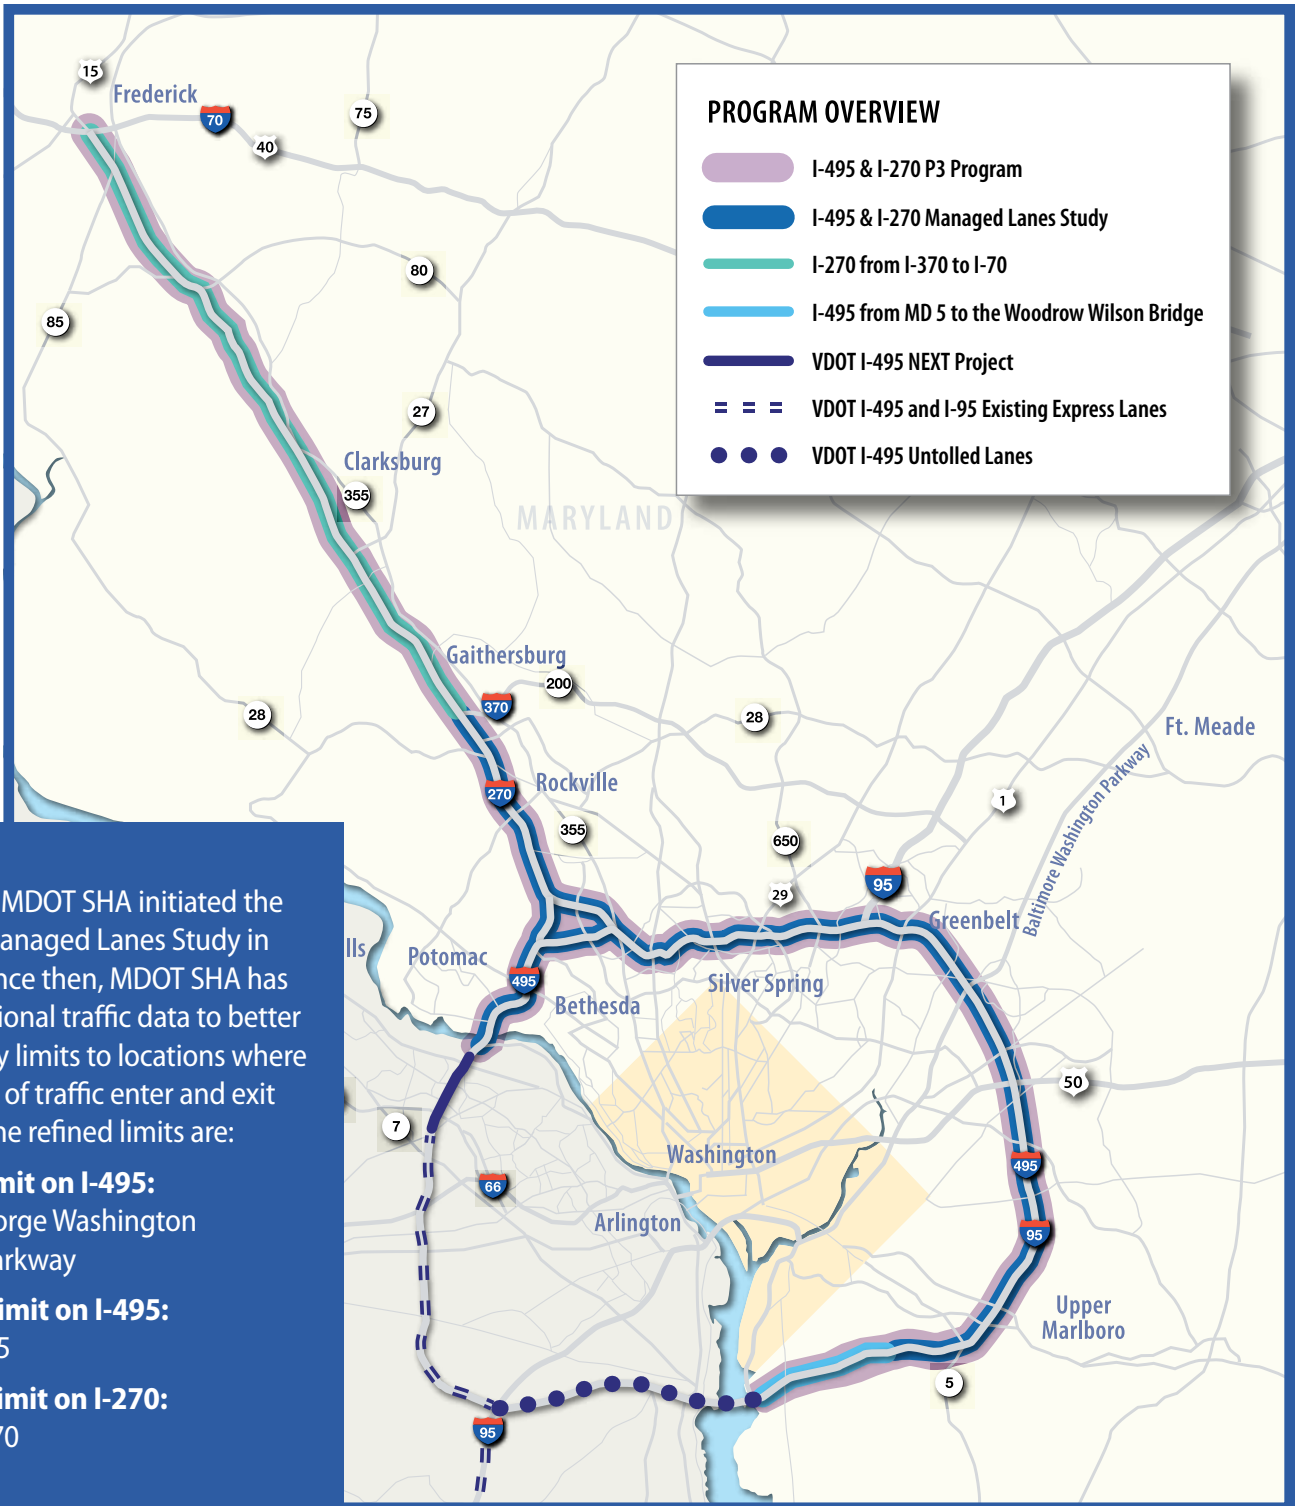 15
Frederick
70
75
40
PROGRAM OVERVIEW
I-495 & I-270 P3 Program
I-495 & I-270 Managed Lanes Study
I-270 from I-370 to I-70
I-495 from MD 5 to the Woodrow Wilson Bridge
VDOT I-495 NEXT Project
VDOT I-495 and I-95 Existing Express Lanes
VDOT I-495 Untolled Lanes
80
85
27
Clarksburg
355
MARYLAND
Gaithersburg
200
370
28
28
Ft. Meade
Rockville
270
355
1
650
Baltimore Washington Parkway
95
29
Greenbelt
MDOT SHA initiated the
anaged Lanes Study in
nce then, MDOT SHA has
ional traffic data to better
y limits to locations where
of traffic enter and exit
he refined limits are:
mit on I-495:
orge Washington
arkway
imit on I-495:
5
imit on I-270:
70
lls
Potomac
495
Silver Spring
Bethesda
50
7
Washington
495
66
Arlington
95
Upper
Marlboro
5
95